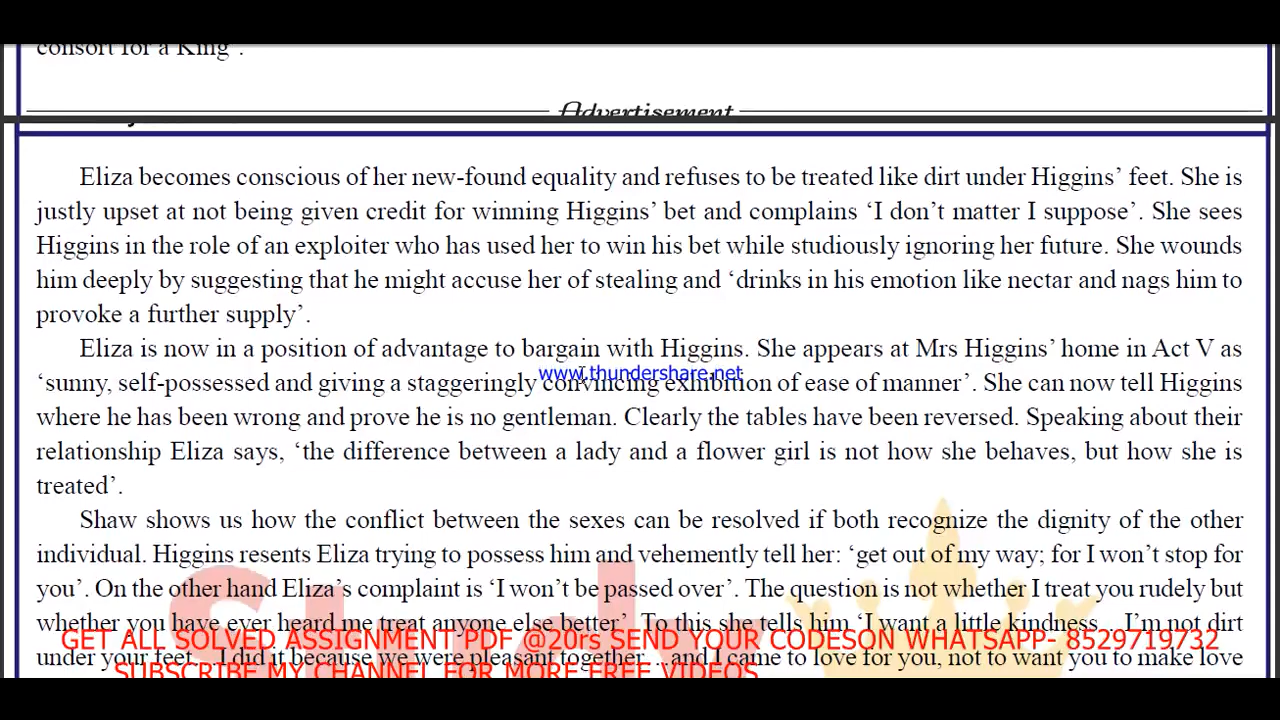 consort for a King'.
Advertisement
Eliza becomes conscious of her new-found equality and refuses to be treated like dirt under Higgins' feet. She is
justly upset at not being given credit for winning Higgins' bet and complains 'I don't matter I suppose'. She sees
Higgins in the role of an exploiter who has used her to win his bet while studiously ignoring her future. She wounds
him deeply by suggesting that he might accuse her of stealing and 'drinks in his emotion like nectar and nags him to
provoke a further supply'.
Eliza is now in a position of advantage to bargain with Higgins. She appears at Mrs Higgins' home in Act V as
www.thundershare.net
'sunny, self-possessed and giving a staggeringly convincing exhibition of ease of manner'. She can now tell Higgins
where he has been wrong and prove he is no gentleman. Clearly the tables have been reversed. Speaking about their
relationship Eliza says, 'the difference between a lady and a flower girl is not how she behaves, but how she is
treated'.
Shaw shows us how the conflict between the sexes can be resolved if both recognize the dignity of the other
individual. Higgins resents Eliza trying to possess him and vehemently tell her: 'get out of my way; for I won't stop for
you'. On the other hand Eliza's complaint is 'I won't be passed over'. The question is not whether I treat you rudely but
whether you have ever heard me treat anyone else better' To this she tells him 'I want a little kindness... I'm not dirt
GET ALL SOLVED ASSIGNMENT PDF @20rs SEND YOUR CODESON WHATSAPP- 8529719732
under your feet... I did it because we were pleasant together ... and I came to love for you, not to want you to make love
SUBSCRIBE MY CHANNEL FOR MORE FREE VIDEOS